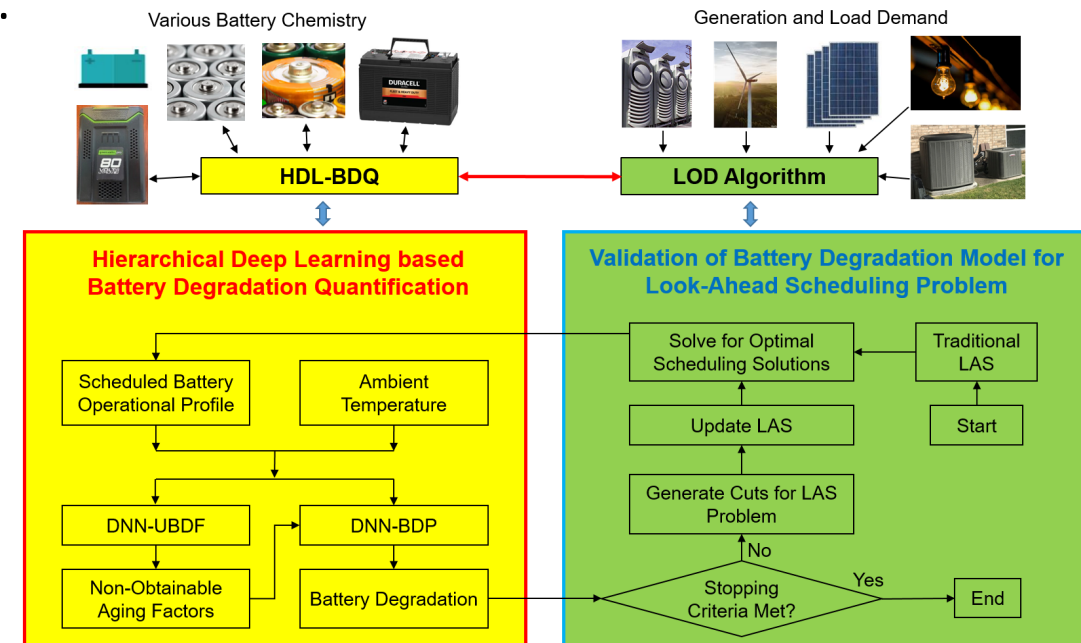 Various Battery Chemistry
Generation and Load Demand
DURACELL
80
HDL-BDQ
LOD Algorithm
Hierarchical Deep Learning based
Battery Degradation Quantification
Validation of Battery Degradation Model for
Look-Ahead Scheduling Problem
Scheduled Battery
Operational Profile
Ambient
Temperature
Solve for Optimal
Scheduling Solutions
Traditional
LAS
Update LAS
Start
Generate Cuts for LAS
Problem
DNN-UBDF
DNN-BDP
No
Non-Obtainable
Aging Factors
Battery Degradation
Stopping
Criteria Met?
Yes
End